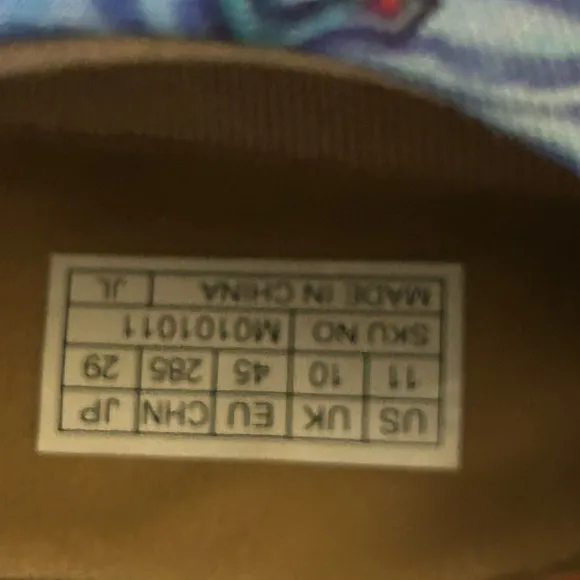 US UK EU CHN JP
11 10 45 285 29
SKU NO M0101011
MADE IN CHINA JL